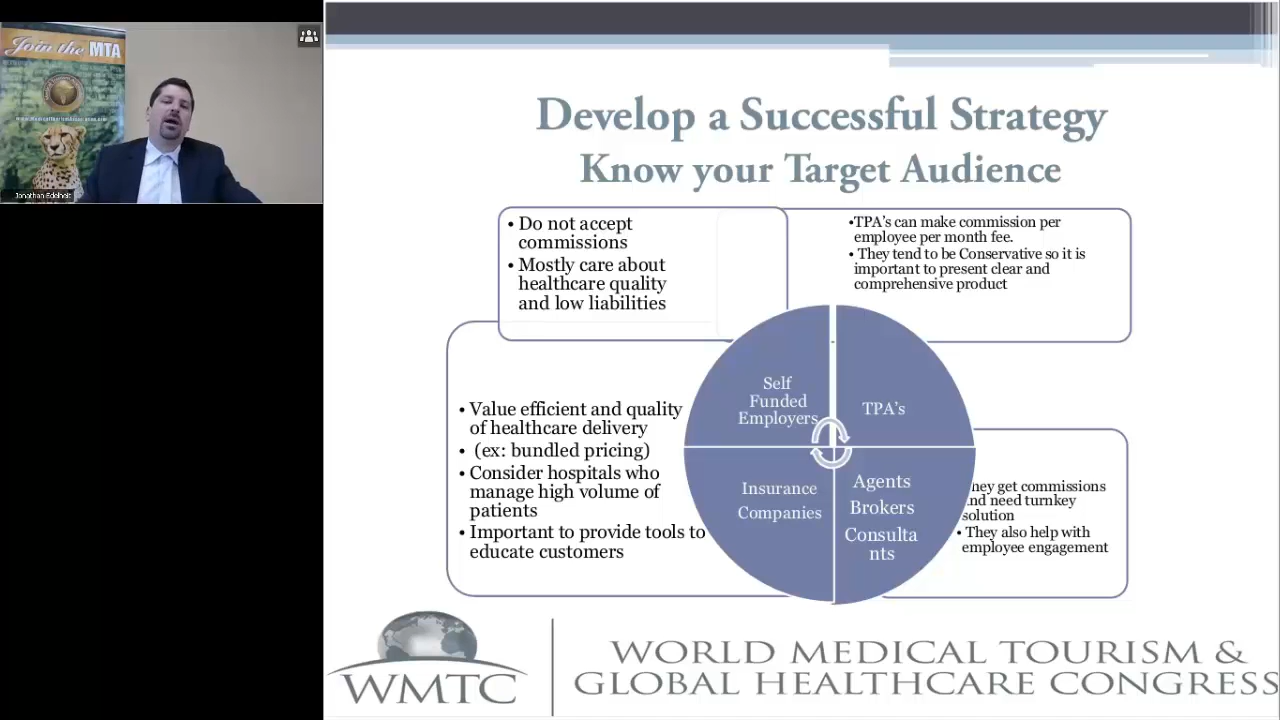 Join the MTA
Jonathan Edelheit
Develop a Successful Strategy
Know your Target Audience
• Do not accept
commissions
• Mostly care about
healthcare quality
and low liabilities
•TPA's can make commission per
employee per month fee.
• They tend to be Conservative so it is
important to present clear and
comprehensive product
• Value efficient and quality
of healthcare delivery
• (ex: bundled pricing)
• Consider hospitals who
manage high volume of
patients
• Important to provide tools to
educate customers
Self
Funded
Employers
TPA's
Insurance
Companies
Agents
Brokers
Consulta
nts
hey get commissions
nd need turnkey
solution
• They also help with
employee engagement
WMTC
WORLD MEDICAL TOURISM &
GLOBAL HEALTHCARE CONGRESS